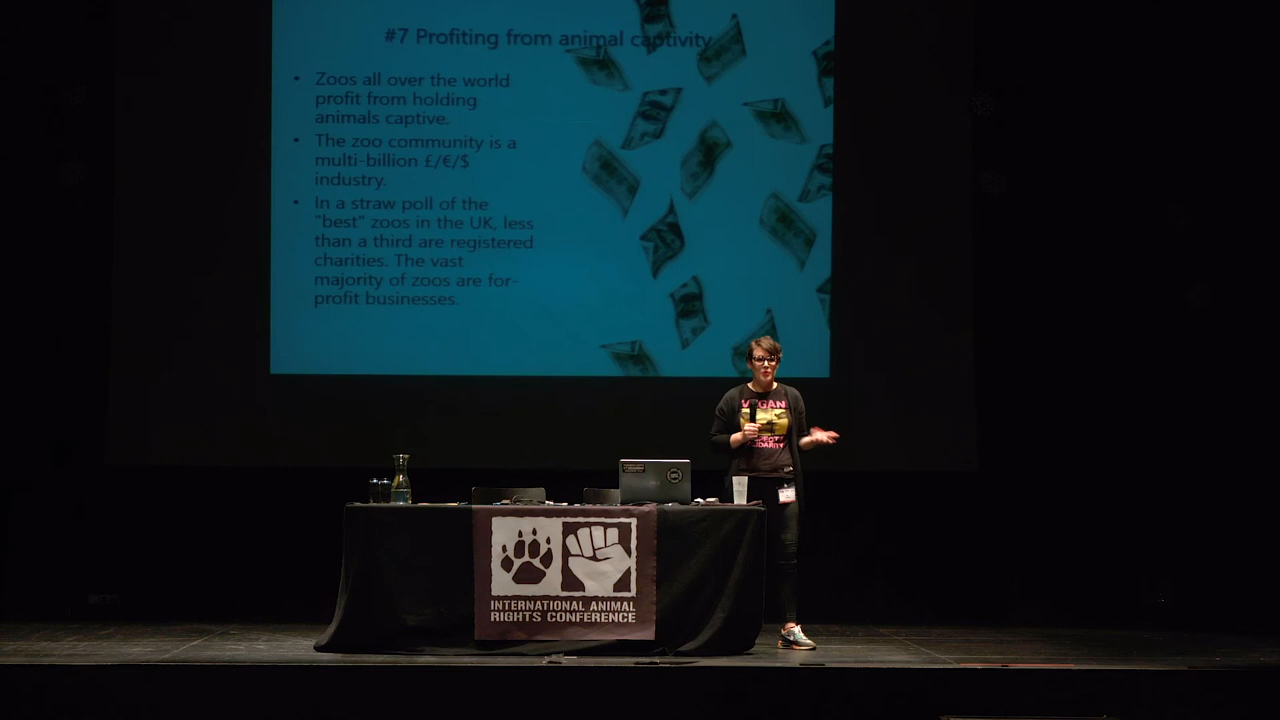 #7 Profiting from animal captivity
• Zoos all over the world
profit from holding
animals captive.
• The zoo community is a
multi-billion £/€/$
industry.
• In a straw poll of the
"best" zoos in the UK, less
than a third are registered
charities. The vast
majority of zoos are for-
profit businesses.
VEGAN
INTERNATIONAL ANIMAL
RIGHTS CONFERENCE